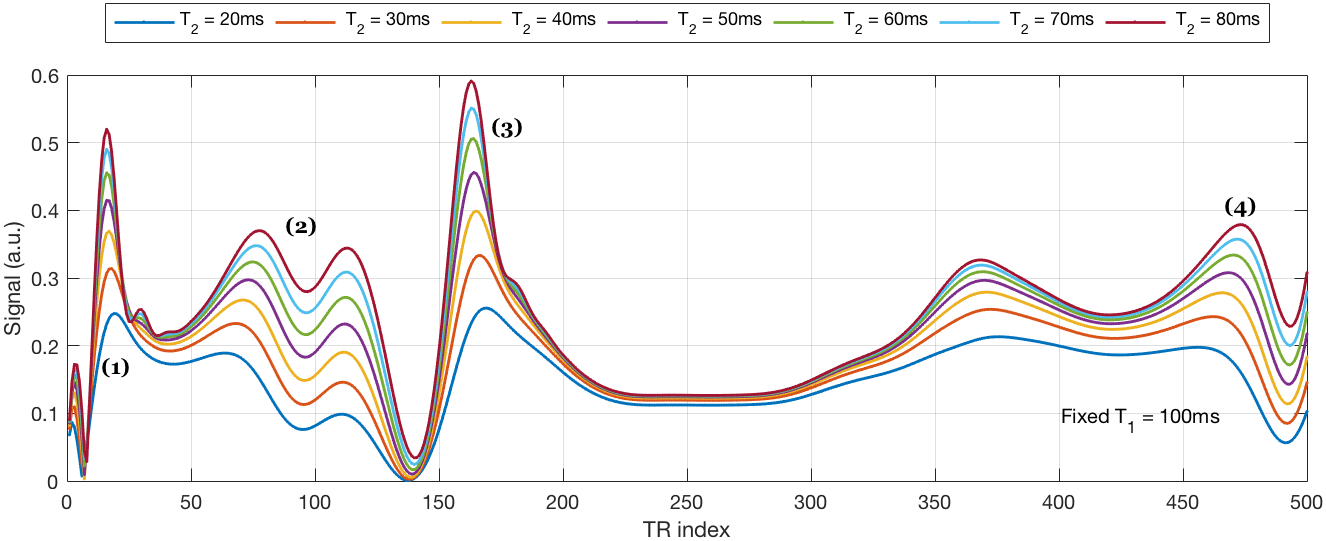 T2 = 20ms T2 = 30ms T2 = 40ms T2 = 50ms T2 = 60ms T2 = 70ms T2 = 80ms
0.6
0.5
0.4
0.3
0.2
0.1
0
Signal (a.u.)
(1)
(2)
(3)
(4)
Fixed T1 = 100ms
0 50 100 150 200 250 300 350 400 450 500
TR index